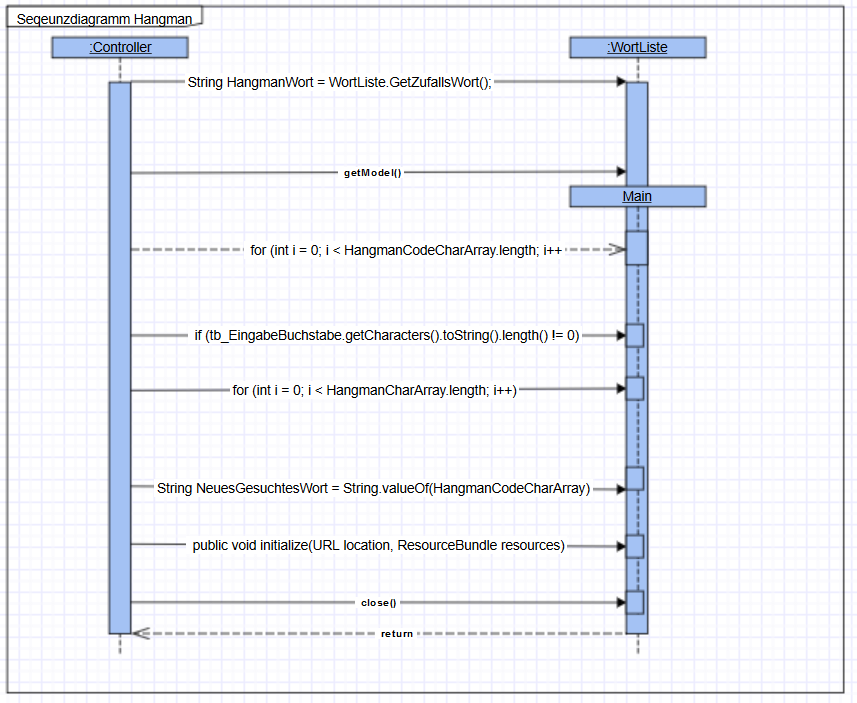 Seqeunzdiagramm Hangman
:Controller
:WortListe
String HangmanWort = WortListe.GetZufallsWort();
getModel()
Main
for (int i = 0; i < HangmanCodeCharArray.length; i++
if (tb_EingabeBuchstabe.getCharacters().toString().length() != 0)
for (int i = 0; i < HangmanCharArray.length; i++)
String NeuesGesuchtesWort = String.valueOf(HangmanCodeCharArray)
public void initialize(URL location, ResourceBundle resources)
close()
return